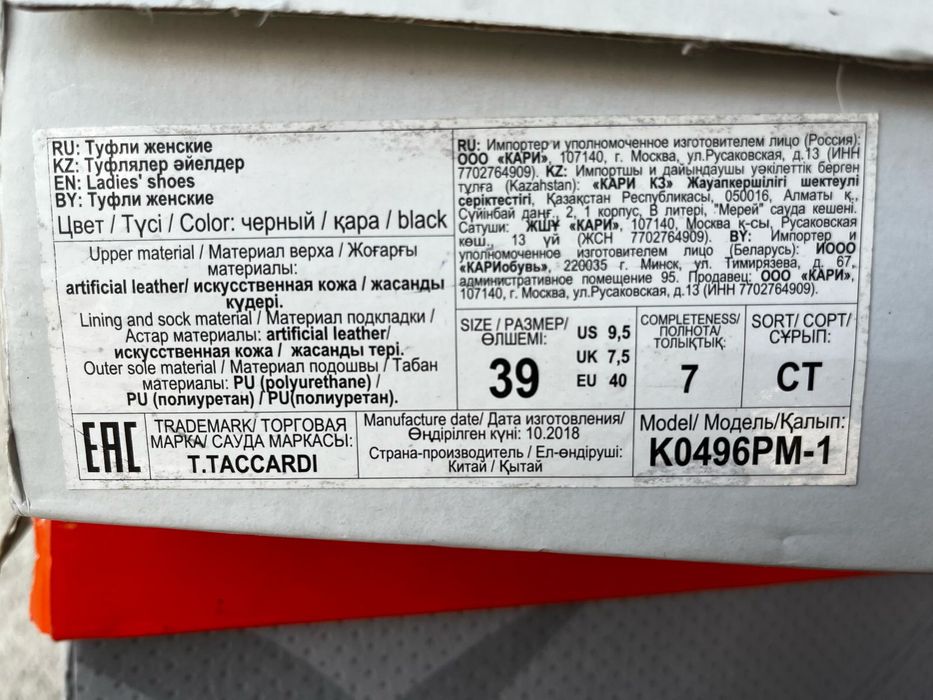 RU: Туфли женские
KZ: Туфлялер әйелдер
EN: Ladies' shoes
BY: Туфли женские
Цвет / Түсі / Color: черный / қара / black
Upper material / Материал верха / Жоғарғы
материалы:
artificial leather/ искусственная кожа / жасанды
кудері.
Lining and sock material / Материал подкладки /
Астар материалы: artificial leather/
искусственная кожа / жасанды тері.
Outer sole material / Материал подошвы / Табан
материалы: PU (polyurethane) /
PU (полиуретан) / PU(полиуретан).
RU: Импортер и уполномоченное изготовителем лицо (Россия):
ООО «КАРИ», 107140, г. Москва, ул.Русаковская, д.13 (ИНН
7702764909). KZ: Импортшы и дайындаушы уәкілеттік берген
тұлға (Kazahstan): «КАРИ КЗ» Жауапкершілігі шектеулі
серіктестігі, Қазақстан Республикасы, 050016, Алматы қ.,
Сүйінбай даңғ., 2, 1 корпус, В литері, "Мерей" сауда кешені.
Сатуши: ЖШҰ «КАРИ», 107140, Москва қ-сы, Русаковская
көш., 13 үй (ЖСН 7702764909). BY: Импортер и
уполномоченное изготовителем лицо (Беларусь): ИООО
«КАРИобувь», 220035 г. Минск, ул. Тимирязева, д. 67,
административное помещение 95. Продавец: ООО «КАРИ»,
107140, г. Москва, ул.Русаковская, д.13 (ИНН 7702764909).
SIZE / РАЗМЕР/
ӨЛШЕМІ:
39
US 9,5
UK 7,5
EU 40
COMPLETENESS/
ПОЛНОТА/
ТОЛЫҚТЫҚ:
7
SORT/ СОРТ/
СҰРЫП:
СТ
EAC
TRADEMARK/ ТОРГОВАЯ
МАРКА/ САУДА МАРКАСЫ:
T.TACCARDI
Manufacture date/ Дата изготовления/
Өңдірілген күні: 10.2018
Страна-производитель / Ел-өндіруші:
Китай / Қытай
Model/ Модель/Қалып:
K0496PM-1